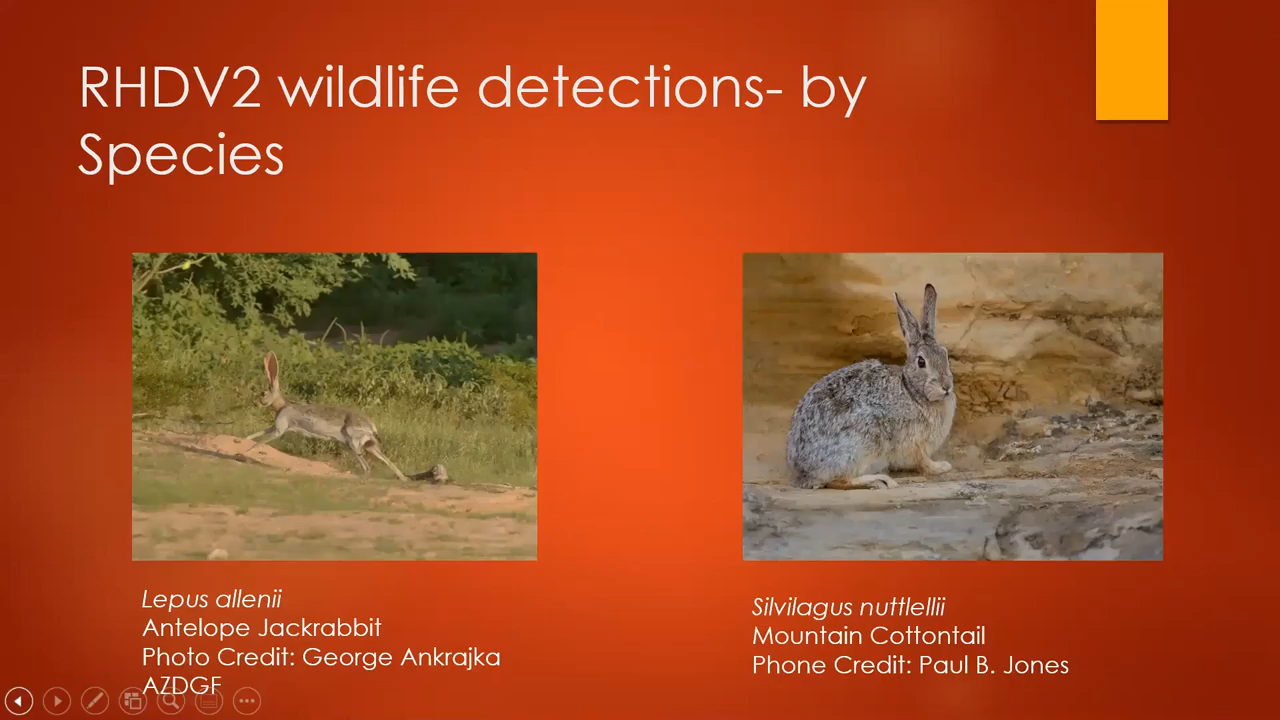 RHDV2 wildlife detections- by
Species
Lepus allenii
Antelope Jackrabbit
Photo Credit: George Ankrajka
AZDGF
Silvilagus nuttlellii
Mountain Cottontail
Phone Credit: Paul B. Jones